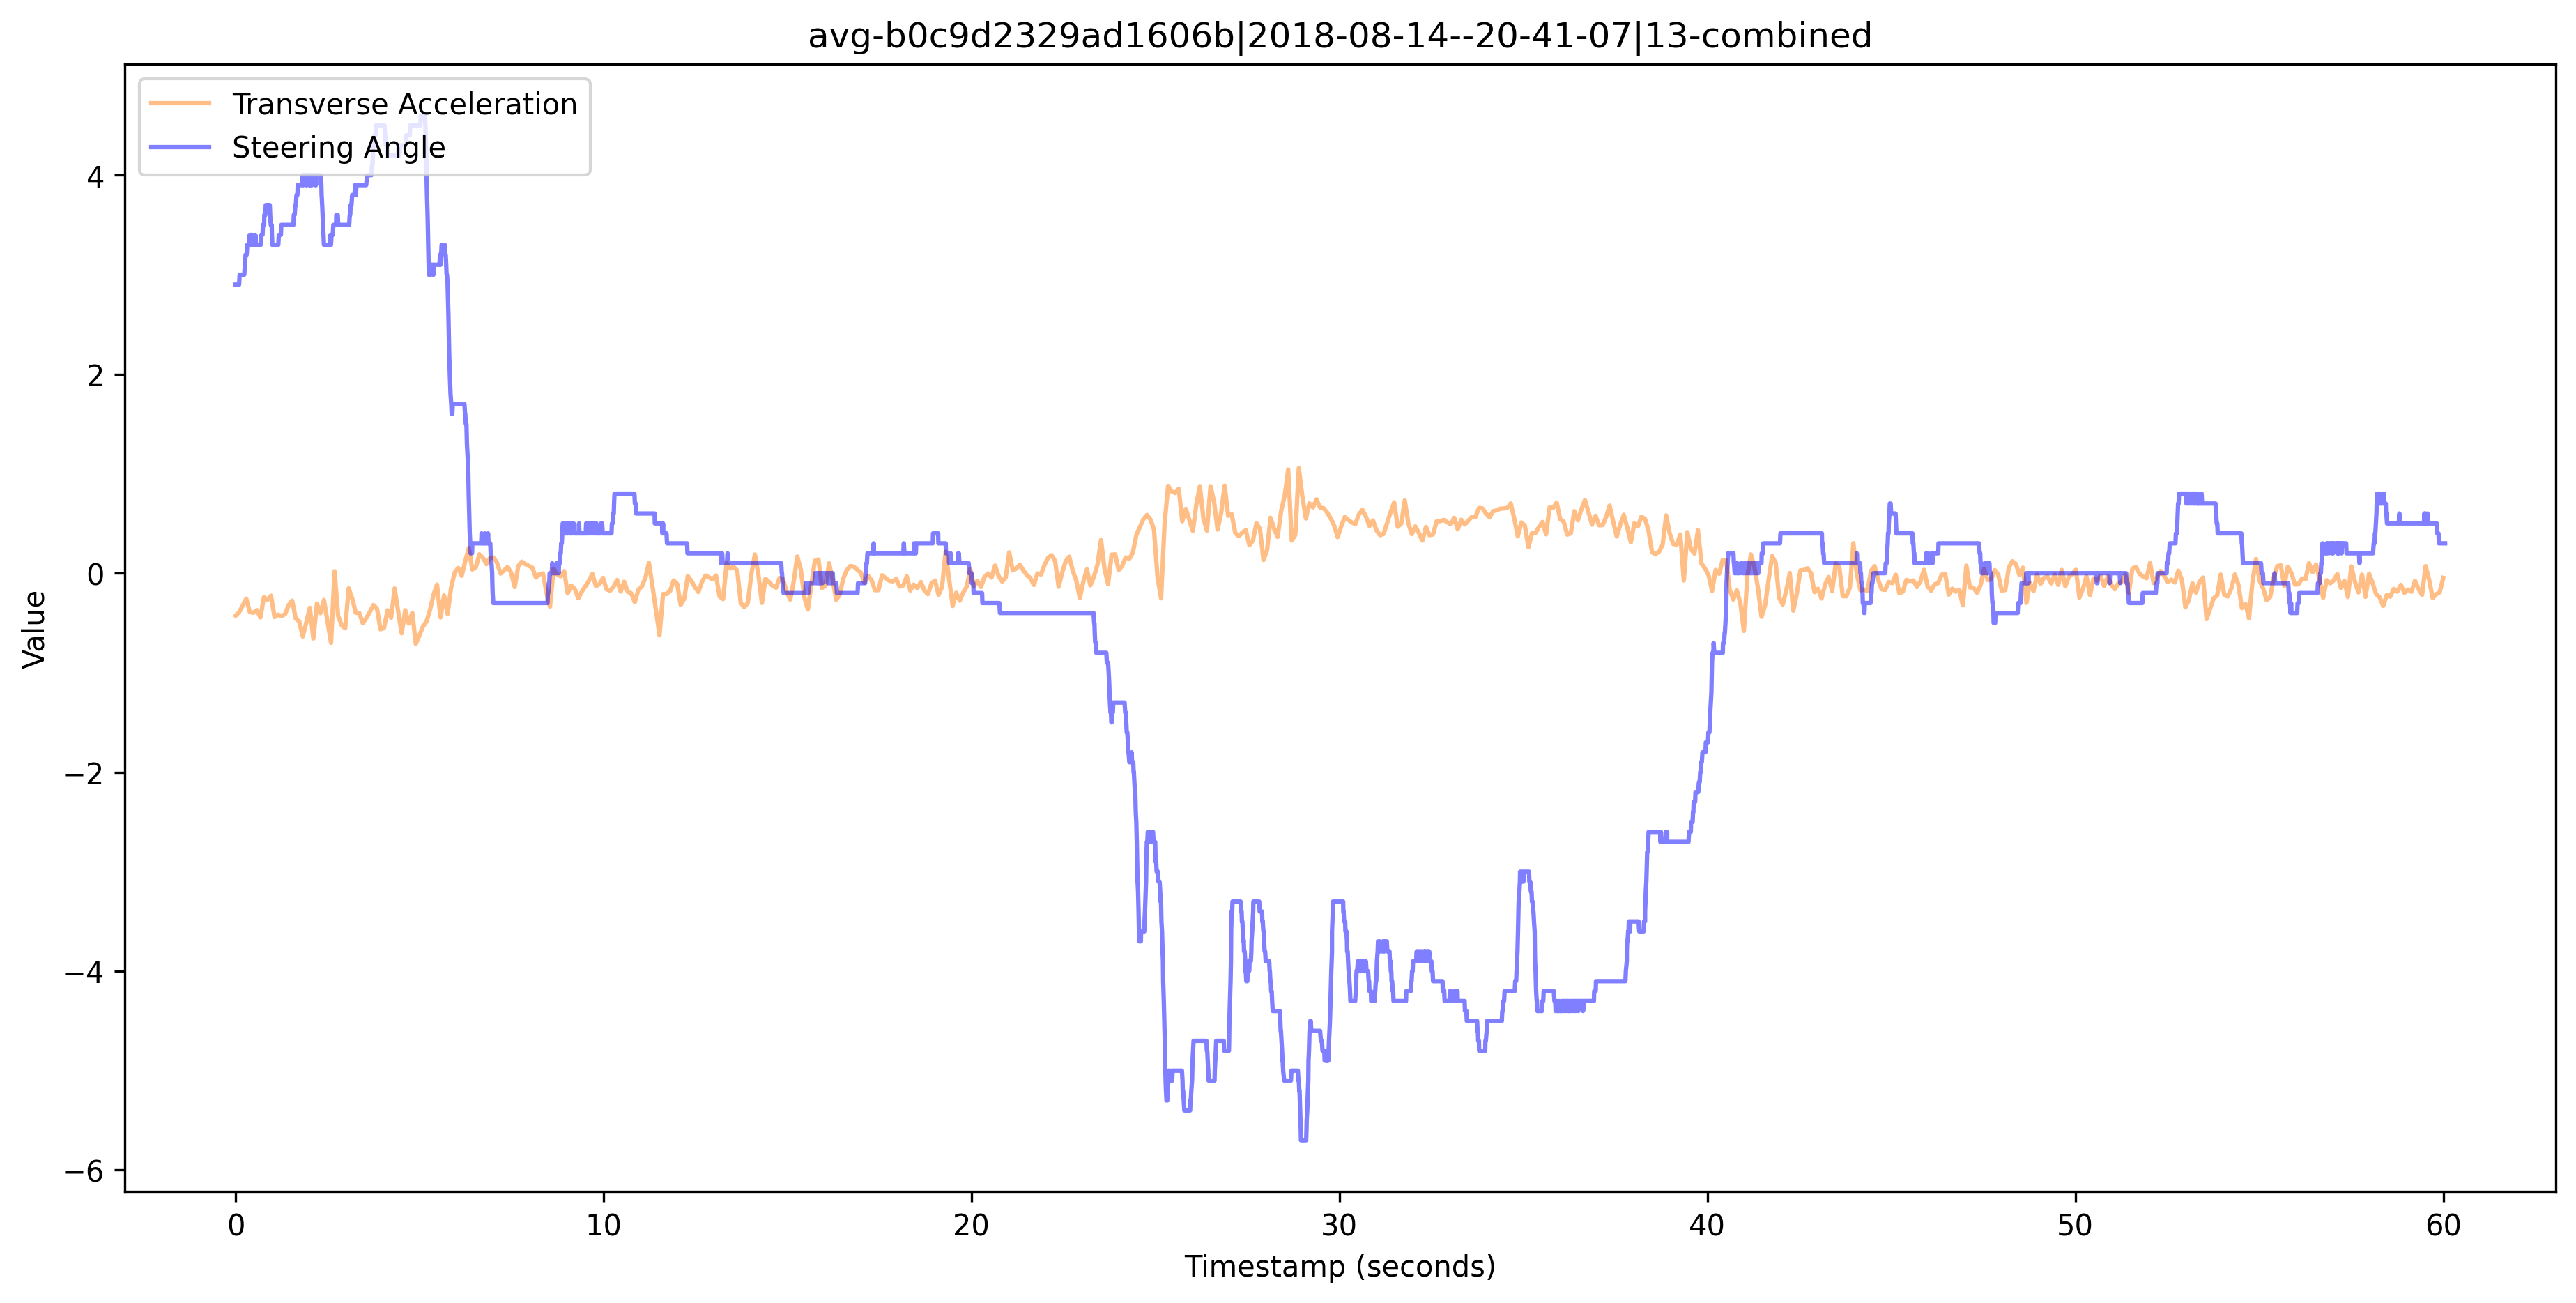 avg-b0c9d2329ad1606b|2018-08-14--20-41-07|13-combined
Transverse Acceleration
Steering Angle
Value
4
2
0
−2
−4
−6
0 10 20 30 40 50 60
Timestamp (seconds)